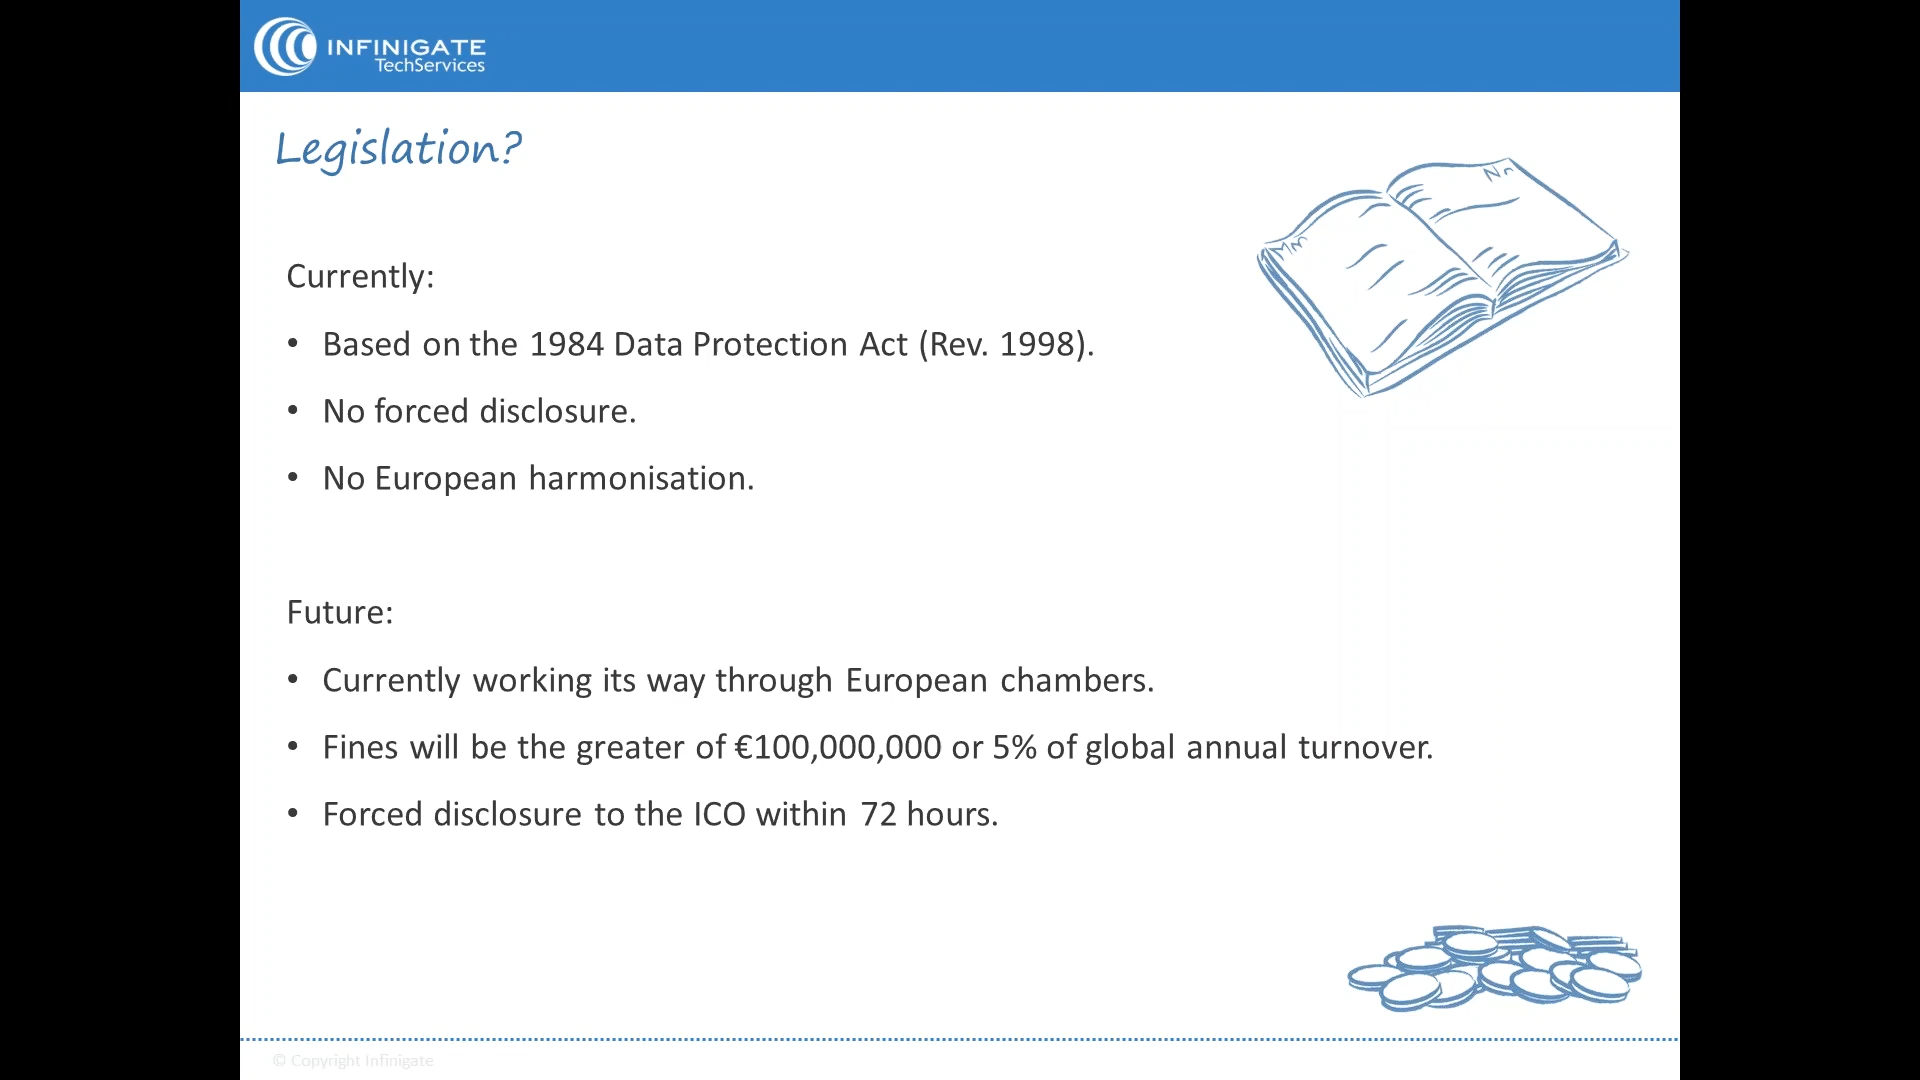 INFINIGATE
TechServices
Legislation?
Currently:
• Based on the 1984 Data Protection Act (Rev. 1998).
• No forced disclosure.
• No European harmonisation.
Future:
• Currently working its way through European chambers.
• Fines will be the greater of €100,000,000 or 5% of global annual turnover.
• Forced disclosure to the ICO within 72 hours.
© Copyright Infinigate